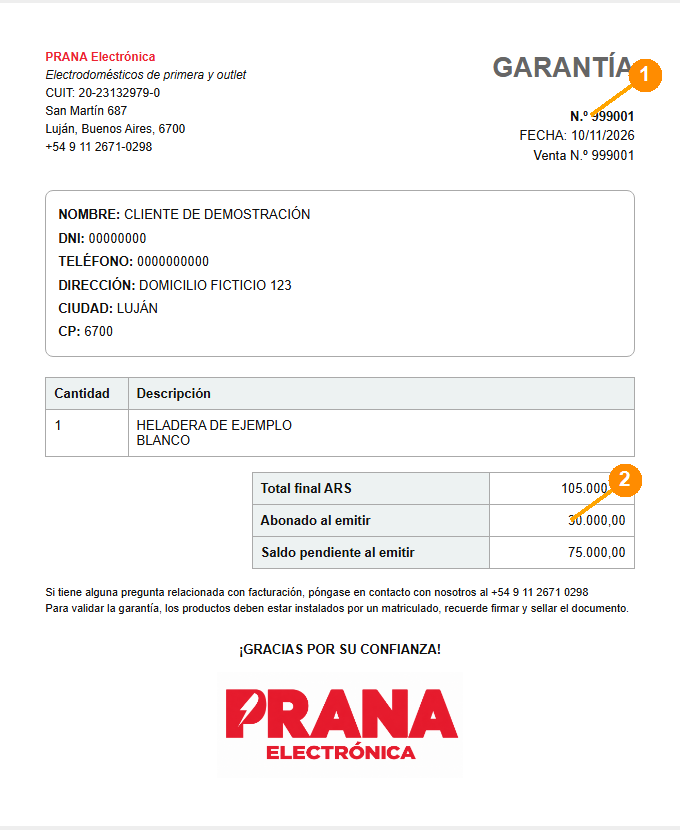 PRANA Electrónica
Electrodomésticos de primera y outlet
CUIT: 20-23132979-0
San Martín 687
Luján, Buenos Aires, 6700
+54 9 11 2671-0298
GARANTÍA
1
N.º 999001
FECHA: 10/11/2026
Venta N.º 999001
NOMBRE: CLIENTE DE DEMOSTRACIÓN
DNI: 00000000
TELÉFONO: 0000000000
DIRECCIÓN: DOMICILIO FICTICIO 123
CIUDAD: LUJÁN
CP: 6700
Cantidad Descripción
1 HELADERA DE EJEMPLO
BLANCO
Total final ARS 105.000
2
Abonado al emitir 30.000,00
Saldo pendiente al emitir 75.000,00
Si tiene alguna pregunta relacionada con facturación, póngase en contacto con nosotros al +54 9 11 2671 0298
Para validar la garantía, los productos deben estar instalados por un matriculado, recuerde firmar y sellar el documento.
¡GRACIAS POR SU CONFIANZA!
PRANA
ELECTRÓNICA